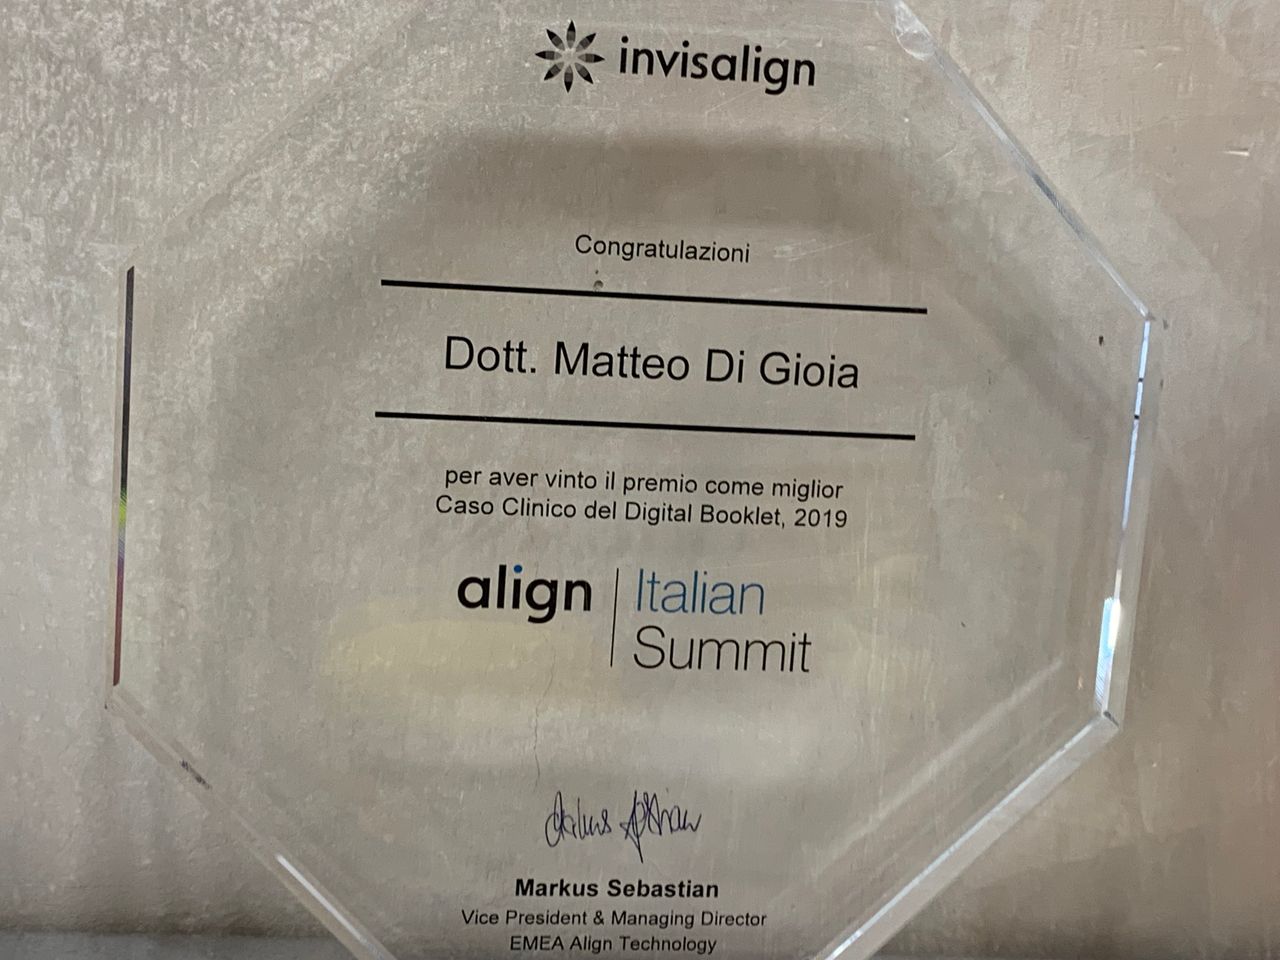 invisalign
Congratulazioni
Dott. Matteo Di Gioia
per aver vinto il premio come miglior
Caso Clinico del Digital Booklet, 2019
align | Italian
Summit
Markus Sebastian
Vice President & Managing Director
EMEA Align Technology